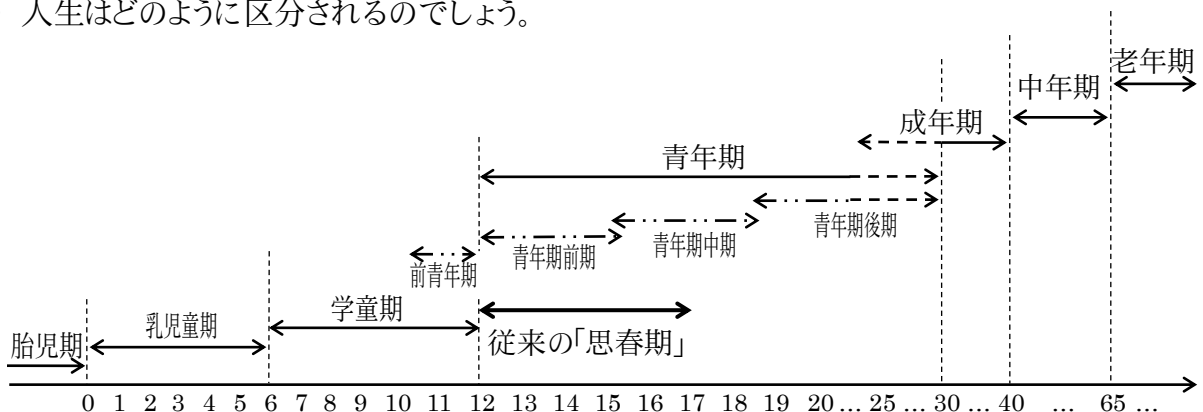 人生はどのように区分されるのでしょう。
老年期
中年期
成年期
青年期
青年期後期
青年期中期
青年期前期
前青年期
学童期
乳児童期
従来の「思春期」
胎児期
0 1 2 3 4 5 6 7 8 9 10 11 12 13 14 15 16 17 18 19 20 … 25 … 30 … 40 … 65 …